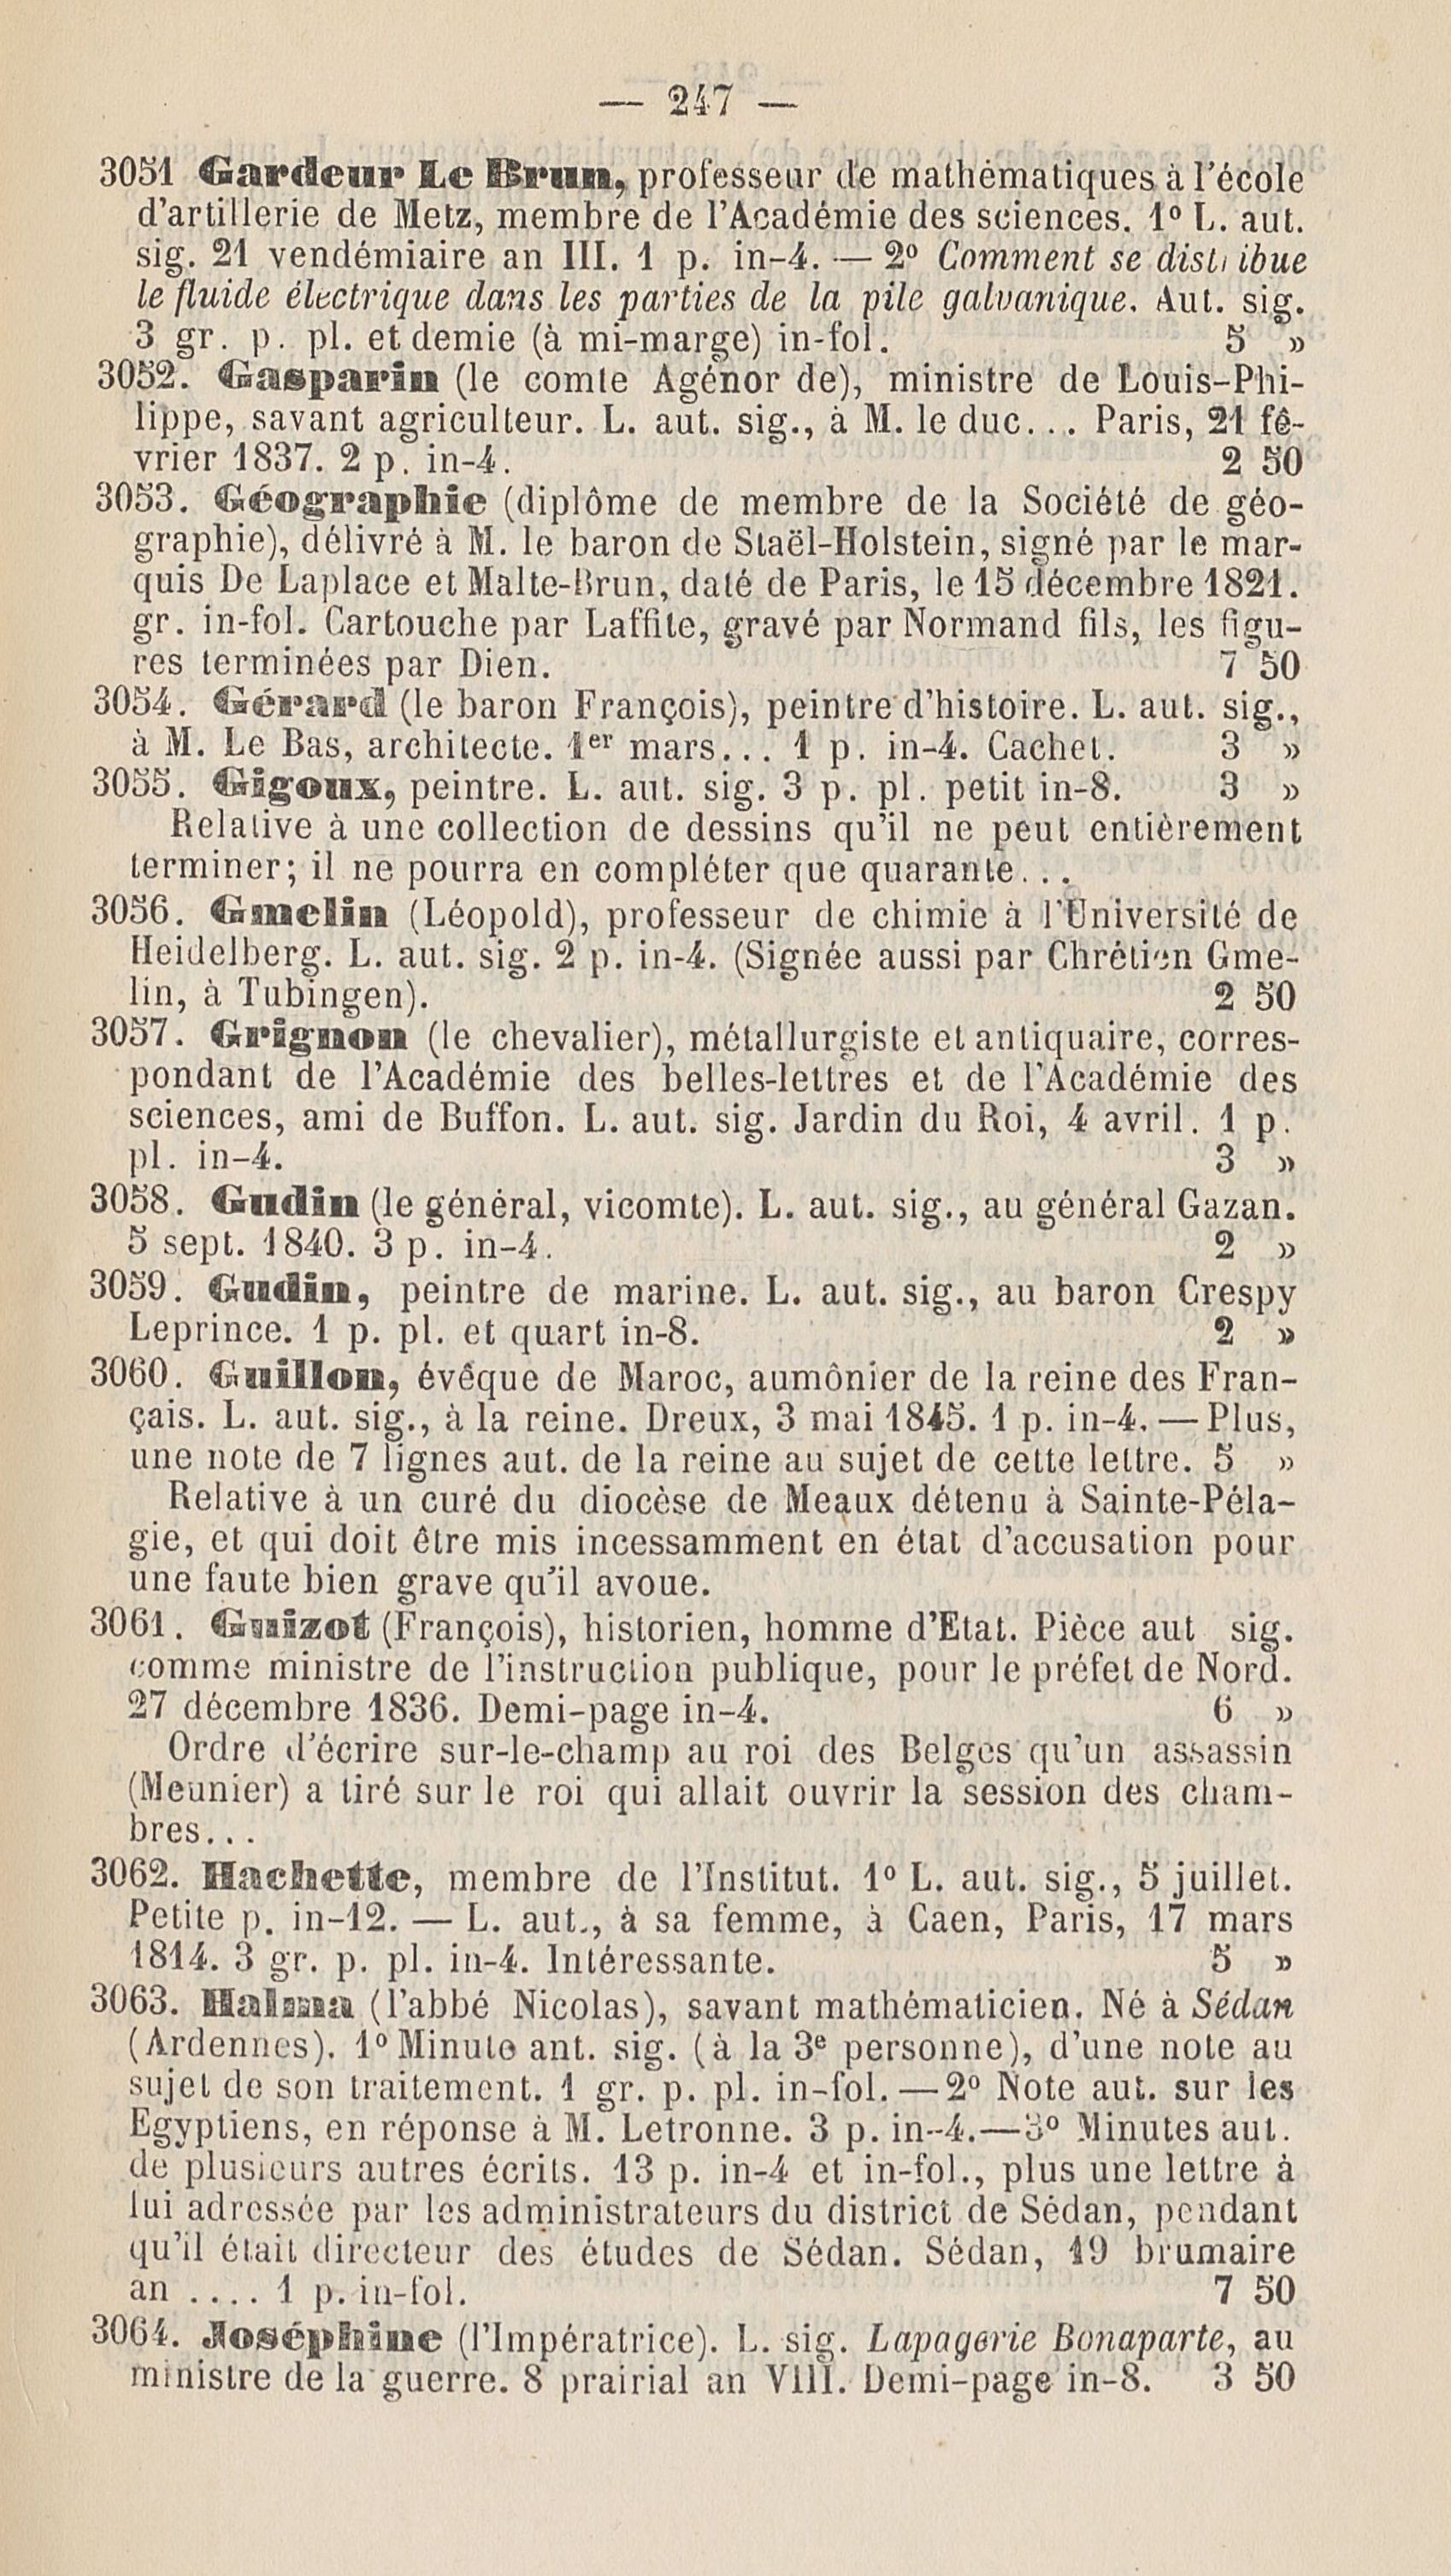 — 247 —
3051 Gardeur Le Brun, professeur de mathématiques à l'école
d'artillerie de Metz, membre de l'Académie des sciences. 1º L. aut.
sig. 21 vendémiaire an III. 1 p. in-4. — 2º Comment se distribue
le fluide électrique dans les parties de la pile galvanique. Aut. sig.
3 gr. p. pl. et demie (à mi-marge) in-fol. 5 »
3052. Gasparin (le comte Agénor de), ministre de Louis-Phi-
lippe, savant agriculteur. L. aut. sig., à M. le duc... Paris, 21 fé-
vrier 1837. 2 p. in-4. 2 50
3053. Géographie (diplôme de membre de la Société de géo-
graphie), délivré à M. le baron de Staël-Holstein, signé par le mar-
quis De Laplace et Malte-Brun, daté de Paris, le 15 décembre 1821.
gr. in-fol. Cartouche par Laffite, gravé par Normand fils, les figu-
res terminées par Dien. 7 50
3054. Gérard (le baron François), peintre d'histoire. L. aut. sig.,
à M. Le Bas, architecte. 1er mars... 1 p. in-4. Cachet. 3 »
3055. Gigoux, peintre. L. aut. sig. 3 p. pl. petit in-8. 3 »
Relative à une collection de dessins qu'il ne peut entièrement
terminer; il ne pourra en compléter que quarante...
3056. Gmelin (Léopold), professeur de chimie à l'Université de
Heidelberg. L. aut. sig. 2 p. in-4. (Signée aussi par Chrétien Gme-
lin, à Tubingen). 2 50
3057. Grignon (le chevalier), métallurgiste et antiquaire, corres-
pondant de l'Académie des belles-lettres et de l'Académie des
sciences, ami de Buffon. L. aut. sig. Jardin du Roi, 4 avril. 1 p.
pl. in-4. 3 »
3058. Gudin (le général, vicomte). L. aut. sig., au général Gazan.
5 sept. 1840. 3 p. in-4. 2 »
3059. Gudin, peintre de marine. L. aut. sig., au baron Crespy
Leprince. 1 p. pl. et quart in-8. 2 »
3060. Guillon, évêque de Maroc, aumônier de la reine des Fran-
çais. L. aut. sig., à la reine. Dreux, 3 mai 1845. 1 p. in-4. — Plus,
une note de 7 lignes aut. de la reine au sujet de cette lettre. 5 »
Relative à un curé du diocèse de Meaux détenu à Sainte-Péla-
gie, et qui doit être mis incessamment en état d'accusation pour
une faute bien grave qu'il avoue.
3061. Guizot (François), historien, homme d'Etat. Pièce aut sig.
comme ministre de l'instruction publique, pour le préfet de Nord.
27 décembre 1836. Demi-page in-4. 6 »
Ordre d'écrire sur-le-champ au roi des Belges qu'un assassin
(Meunier) a tiré sur le roi qui allait ouvrir la session des cham-
bres...
3062. Hachette, membre de l'Institut. 1º L. aut. sig., 5 juillet.
Petite p. in-12. — L. aut., à sa femme, à Caen, Paris, 17 mars
1814. 3 gr. p. pl. in-4. Intéressante. 5 »
3063. Halma (l'abbé Nicolas), savant mathématicien. Né à Sédan
(Ardennes). 1º Minute ant. sig. (à la 3e personne), d'une note au
sujet de son traitement. 1 gr. p. pl. in-fol. — 2º Note aut. sur les
Egyptiens, en réponse à M. Letronne. 3 p. in-4.—3º Minutes aut.
de plusieurs autres écrits. 13 p. in-4 et in-fol., plus une lettre à
lui adressée par les administrateurs du district de Sédan, pendant
qu'il était directeur des études de Sédan. Sédan, 19 brumaire
an .... 1 p. in-fol. 7 50
3064. Joséphine (l'Impératrice). L. sig. Lapagerie Bonaparte, au
ministre de la guerre. 8 prairial an VIII. Demi-page in-8. 3 50